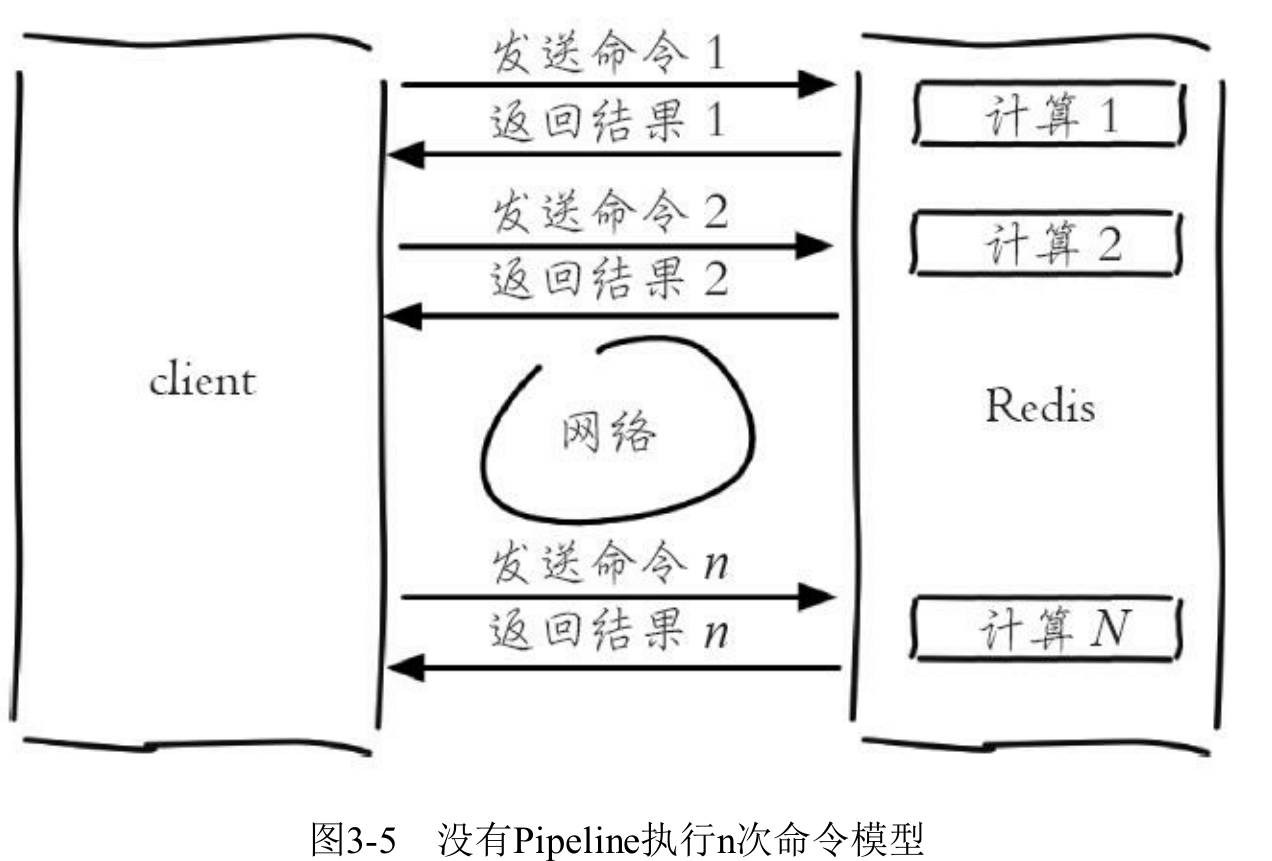 发送命令 1
返回结果 1
计算 1
发送命令 2
返回结果 2
计算 2
client
网络
Redis
发送命令 n
返回结果 n
计算 N
图3-5 没有Pipeline执行n次命令模型